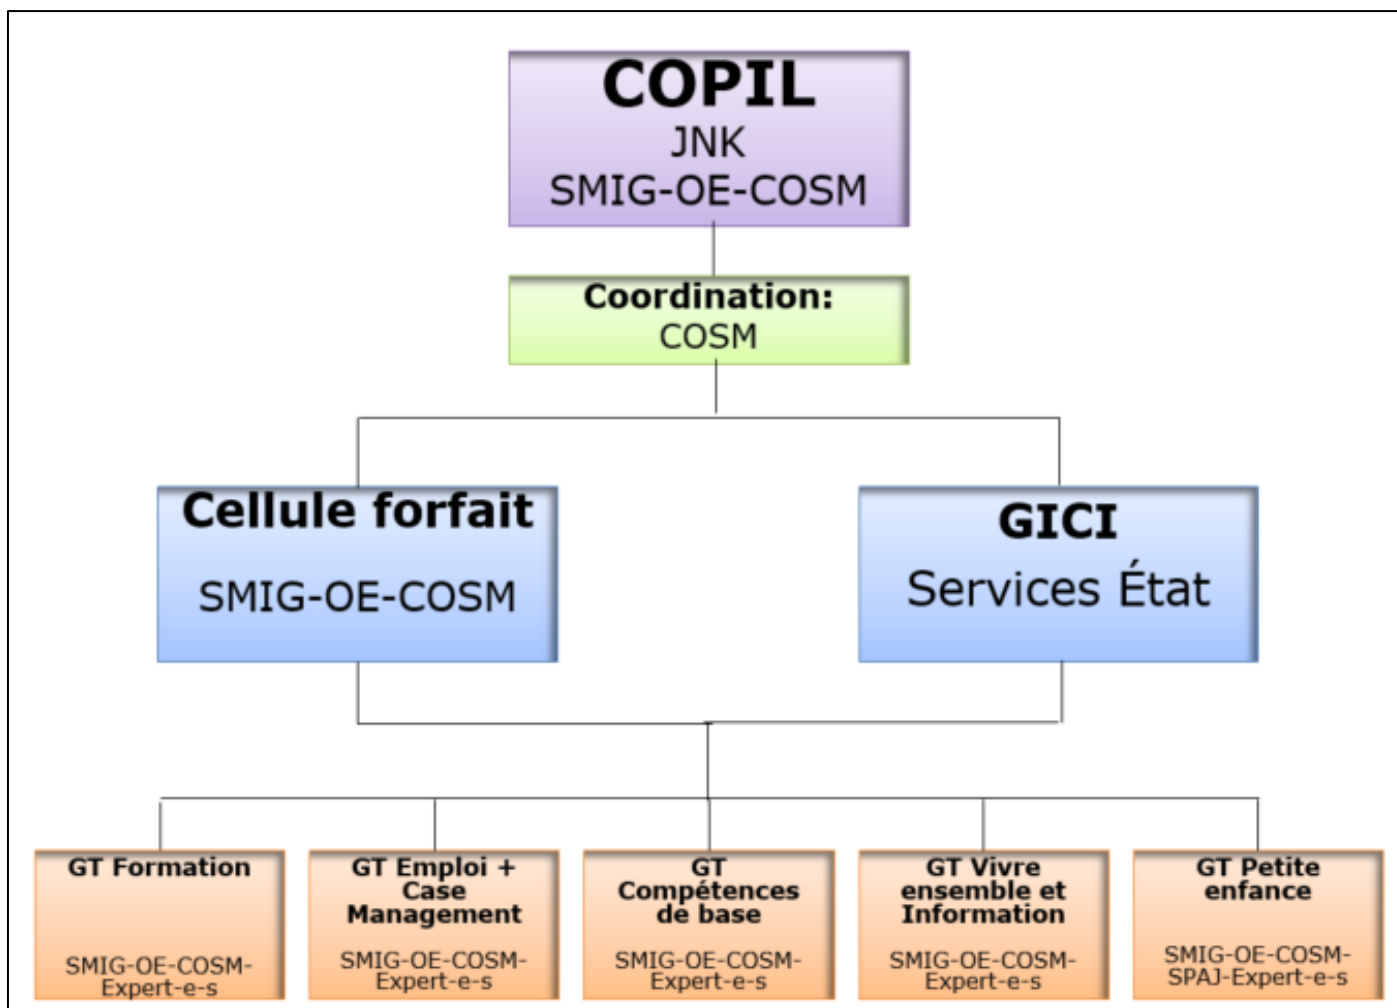 COPIL
JNK
SMIG-OE-COSM
Coordination:
COSM
Cellule forfait
SMIG-OE-COSM
GICI
Services État
GT Formation
SMIG-OE-COSM-
Expert-e-s
GT Emploi +
Case
Management
SMIG-OE-COSM-
Expert-e-s
GT
Compétences
de base
SMIG-OE-COSM-
Expert-e-s
GT Vivre
ensemble et
Information
SMIG-OE-COSM-
Expert-e-s
GT Petite
enfance
SMIG-OE-COSM-
SPAJ-Expert-e-s